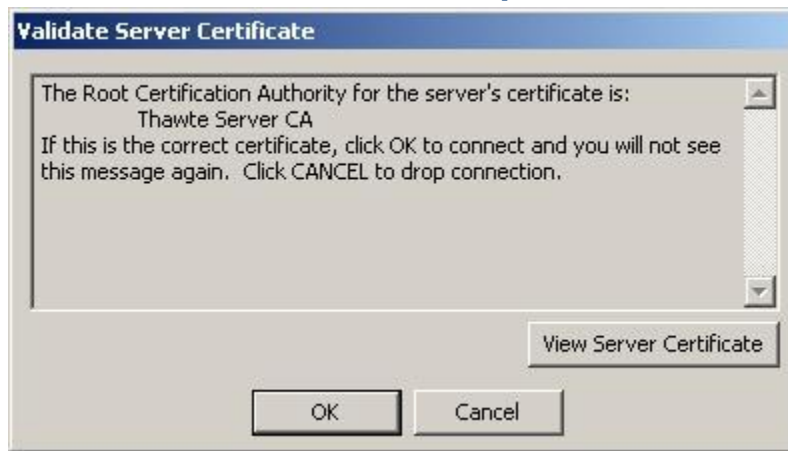 Validate Server Certificate
The Root Certification Authority for the server's certificate is:
Thawte Server CA
If this is the correct certificate, click OK to connect and you will not see
this message again. Click CANCEL to drop connection.
View Server Certificate
OK
Cancel